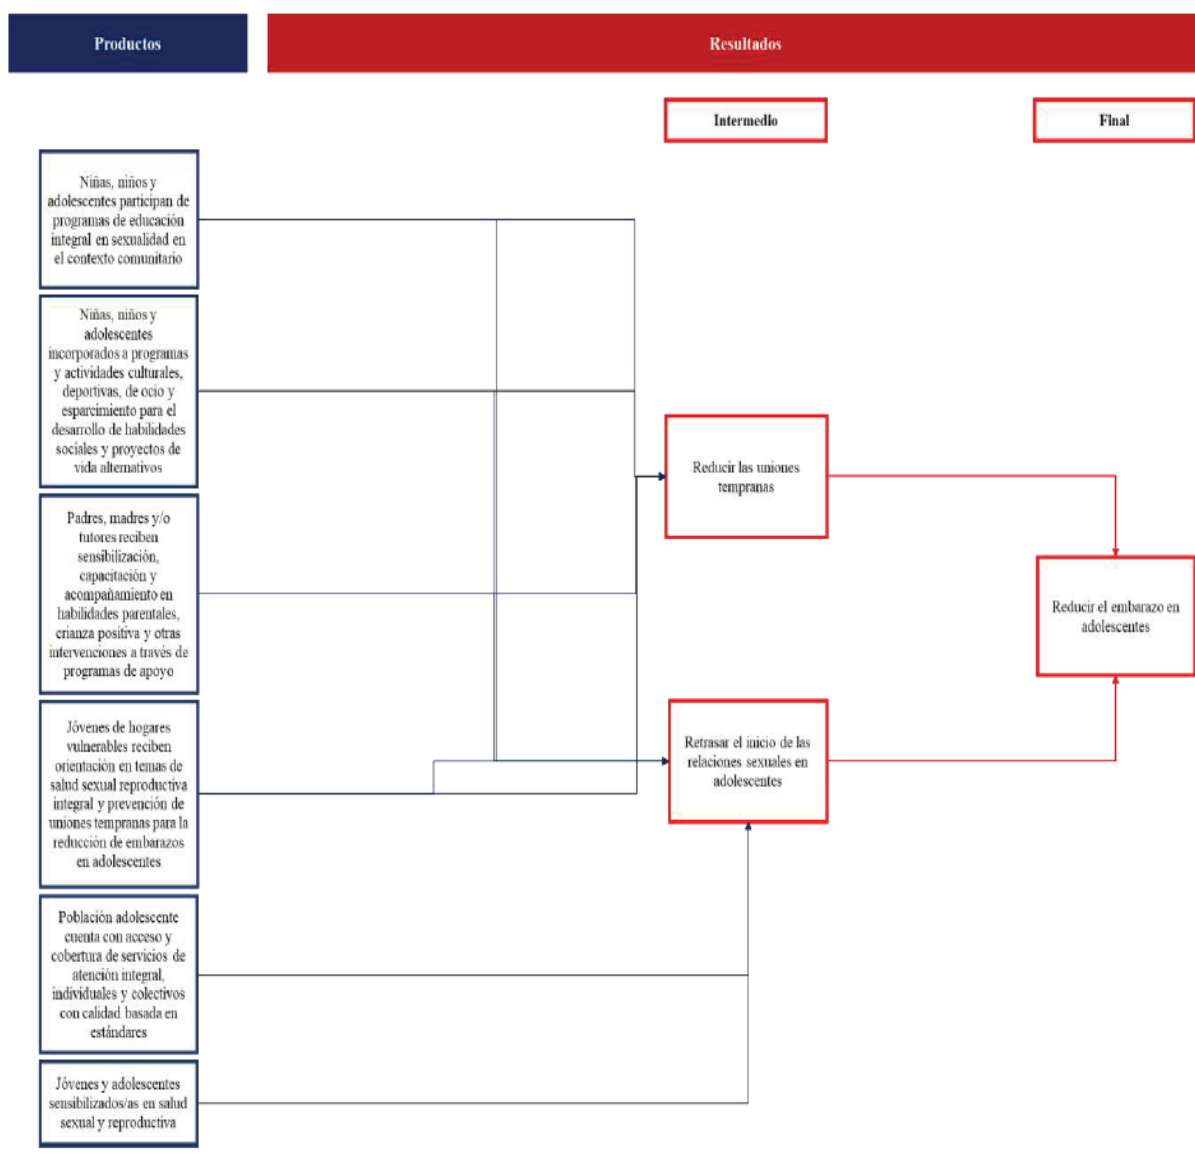 Productos
Resultados
Intermedio
Final
Niñas, niños y
adolescentes participan de
programas de educación
integral en sexualidad en
el contexto comunitario
Niñas, niños y
adolescentes
incorporados a programas
y actividades culturales,
deportivas, de ocio y
esparcimiento para el
desarrollo de habilidades
sociales y proyectos de
vida alternativos
Padres, madres y/o
tutores reciben
sensibilización,
capacitación y
acompañamiento en
habilidades parentales,
crianza positiva y otras
intervenciones a través de
programas de apoyo
Jóvenes de hogares
vulnerables reciben
orientación en temas de
salud sexual reproductiva
integral y prevención de
uniones tempranas para la
reducción de embarazos
en adolescentes
Población adolescente
cuenta con acceso y
cobertura de servicios de
atención integral,
individuales y colectivos
con calidad basada en
estándares
Jóvenes y adolescentes
sensibilizados/as en salud
sexual y reproductiva
Reducir las uniones
tempranas
Retrasar el inicio de las
relaciones sexuales en
adolescentes
Reducir el embarazo en
adolescentes